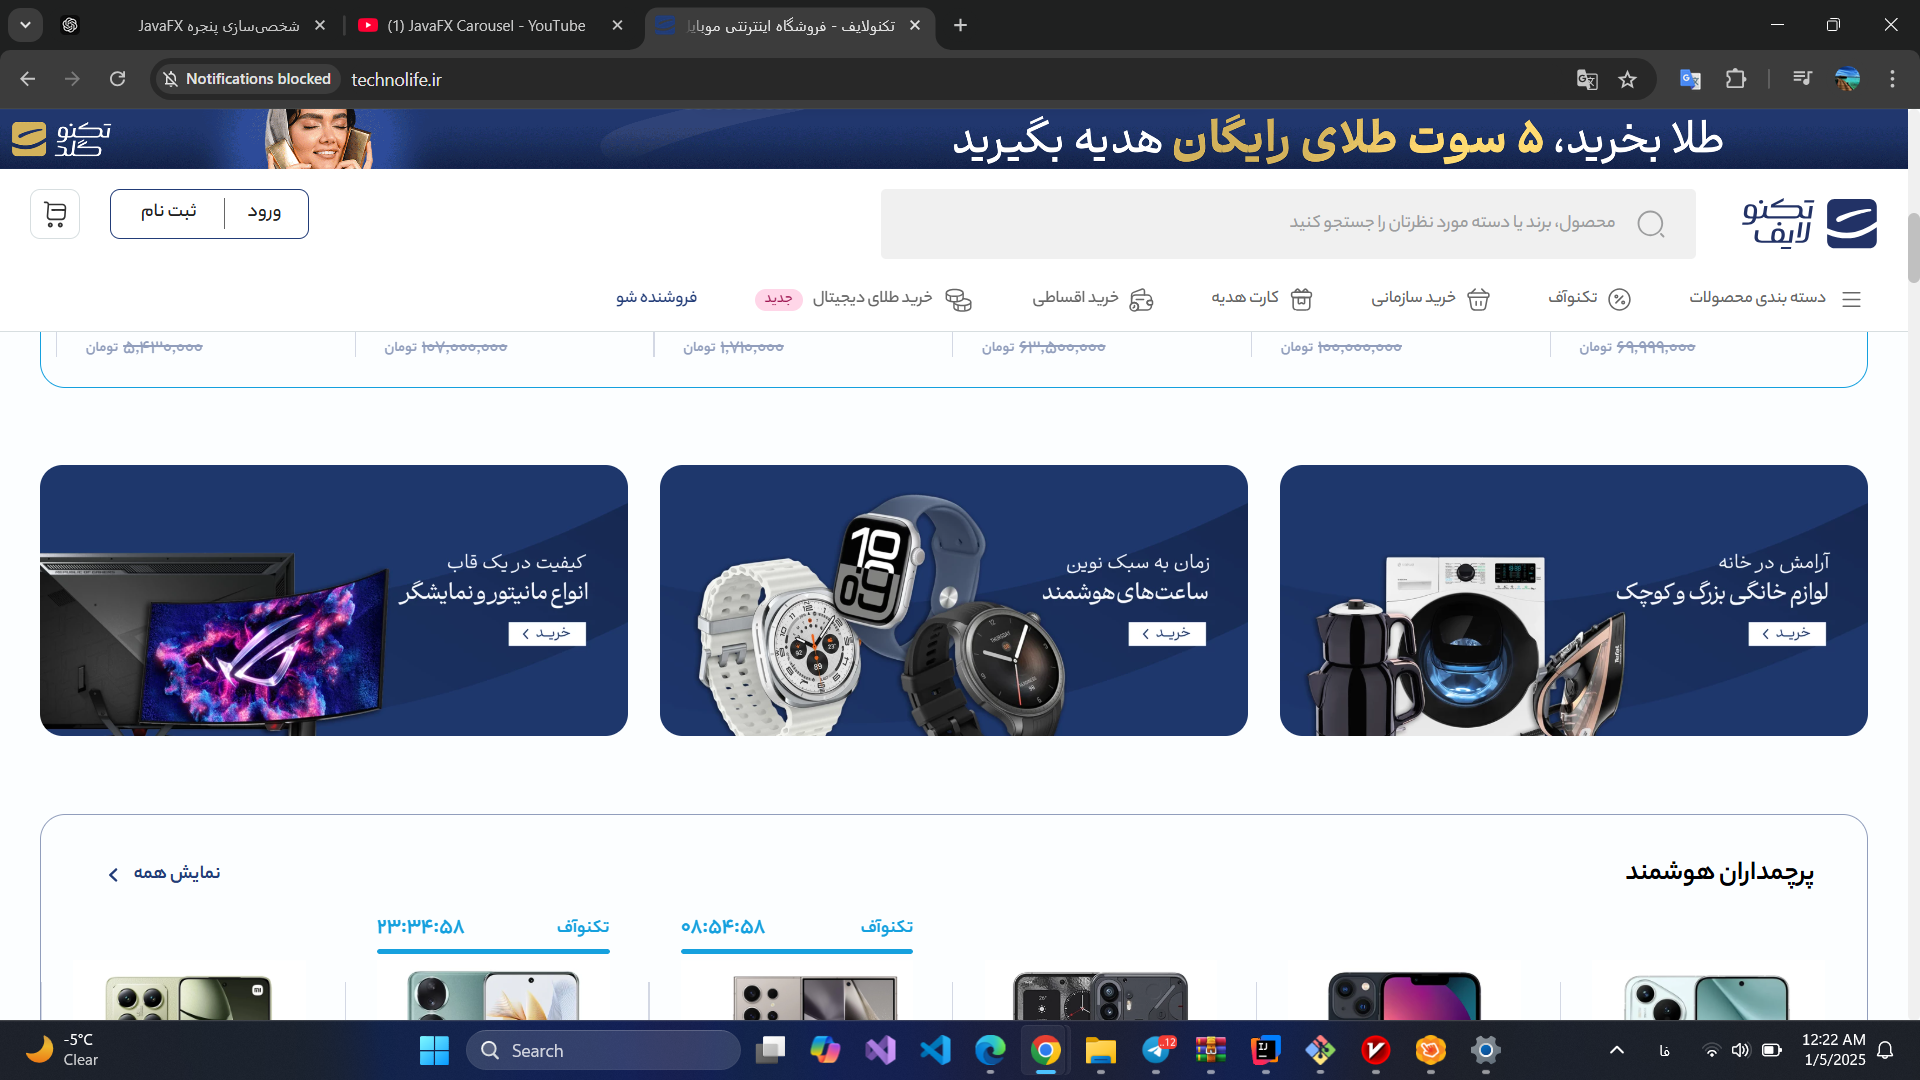 شخصی‌سازی پنجره JavaFX
(1) JavaFX Carousel - YouTube
تکنولایف - فروشگاه اینترنتی موبایل
Notifications blocked
technolife.ir
تکنو گلد
طلا بخرید، ۵ سوت طلای رایگان هدیه بگیرید
تکنو لایف
محصول، برند یا دسته مورد نظرتان را جستجو کنید
ورود
ثبت نام
دسته بندی محصولات
تکنوآف
خرید سازمانی
کارت هدیه
خرید اقساطی
خرید طلای دیجیتال
جدید
فروشنده شو
۶۹,۹۹۹,۰۰۰ تومان
۱۰۰,۰۰۰,۰۰۰ تومان
۶۳,۵۰۰,۰۰۰ تومان
۱,۷۱۰,۰۰۰ تومان
۱۰۷,۰۰۰,۰۰۰ تومان
۵,۴۳۰,۰۰۰ تومان
آرامش در خانه
لوازم خانگی بزرگ و کوچک
خرید
زمان به سبک نوین
ساعت‌های هوشمند
خرید
کیفیت در یک قاب
انواع مانیتور و نمایشگر
خرید
پرچمداران هوشمند
نمایش همه
تکنوآف
۰۸:۵۴:۵۸
تکنوآف
۲۳:۳۴:۵۸
-5°C
Clear
Search
12
فا
12:22 AM
1/5/2025